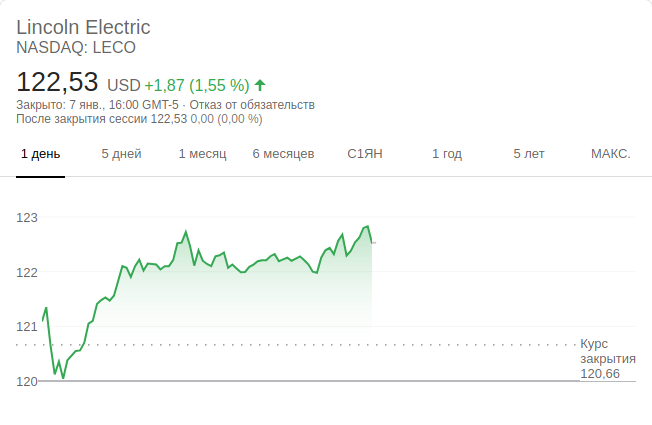 Lincoln Electric
NASDAQ: LECO
122,53 USD +1,87 (1,55 %)
Закрыто: 7 янв., 16:00 GMT-5 · Отказ от обязательств
После закрытия сессии 122,53 0,00 (0,00 %)
1 день 5 дней 1 месяц 6 месяцев С1ЯН 1 год 5 лет МАКС.
123
122
121
120
Курс
закрытия
120,66